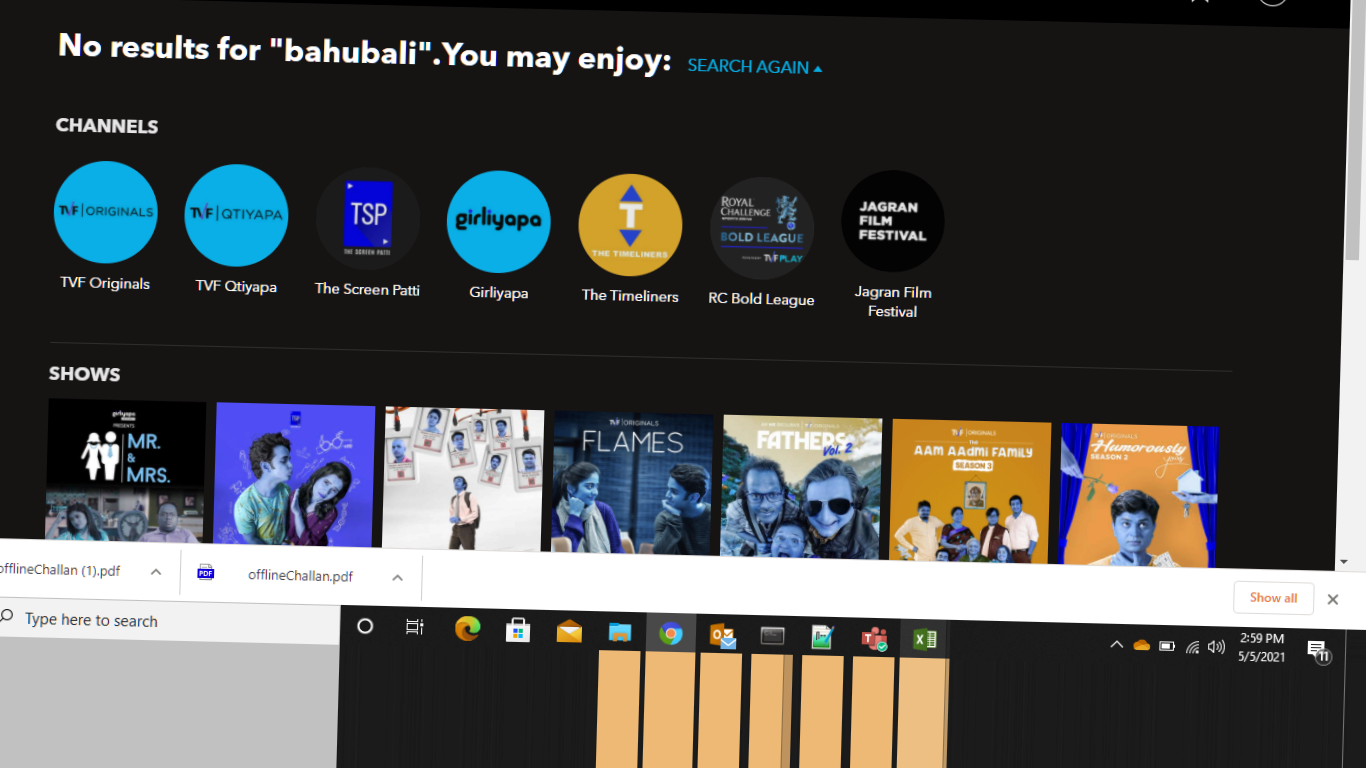 No results for "bahubali".You may enjoy: SEARCH AGAIN
CHANNELS
TVF | ORIGINALS
TVF | QTIYAPA
TSP
THE SCREEN PATTI
girliyapa
T
THE TIMELINERS
ROYAL
CHALLENGE
BOLD LEAGUE
TVF PLAY
JAGRAN
FILM
FESTIVAL
TVF Originals
TVF Qtiyapa
The Screen Patti
Girliyapa
The Timeliners
RC Bold League
Jagran Film
Festival
SHOWS
girliyapa
PRESENTS
MR.
&
MRS.
TSP
TVF | ORIGINALS
FLAMES
FATHERS
Vol. 2
TVF | ORIGINALS
THE
AAM AADMI FAMILY
SEASON 3
TVF | ORIGINALS
Humorously
SEASON 2
yours
offlineChallan (1).pdf
PDF
offlineChallan.pdf
Show all
Type here to search
2:59 PM
5/5/2021
11